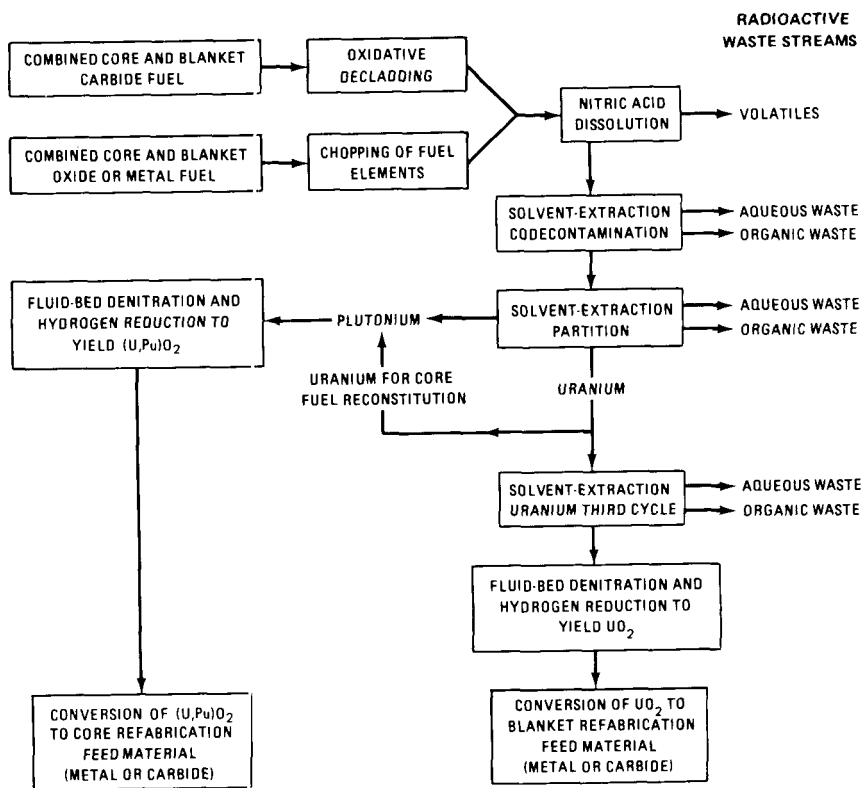 RADIOACTIVE
WASTE STREAMS
COMBINED CORE AND BLANKET
CARBIDE FUEL
OXIDATIVE
DECLADDING
NITRIC ACID
DISSOLUTION
VOLATILES
COMBINED CORE AND BLANKET
OXIDE OR METAL FUEL
CHOPPING OF FUEL
ELEMENTS
SOLVENT-EXTRACTION
CODECONTAMINATION
AQUEOUS WASTE
ORGANIC WASTE
FLUID-BED DENITRATION AND
HYDROGEN REDUCTION TO
YIELD (U,Pu)O₂
PLUTONIUM
SOLVENT-EXTRACTION
PARTITION
AQUEOUS WASTE
ORGANIC WASTE
URANIUM FOR CORE
FUEL RECONSTITUTION
URANIUM
SOLVENT-EXTRACTION
URANIUM THIRD CYCLE
AQUEOUS WASTE
ORGANIC WASTE
FLUID-BED DENITRATION AND
HYDROGEN REDUCTION TO
YIELD UO₂
CONVERSION OF (U,Pu)O₂
TO CORE REFABRICATION
FEED MATERIAL
(METAL OR CARBIDE)
CONVERSION OF UO₂ TO
BLANKET REFABRICATION
FEED MATERIAL
(METAL OR CARBIDE)